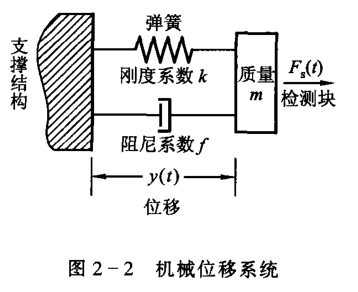 支撑结构
弹簧
刚度系数 k
阻尼系数 f
质量
m
Fs(t)
检测块
y(t)
位移
图 2-2 机械位移系统